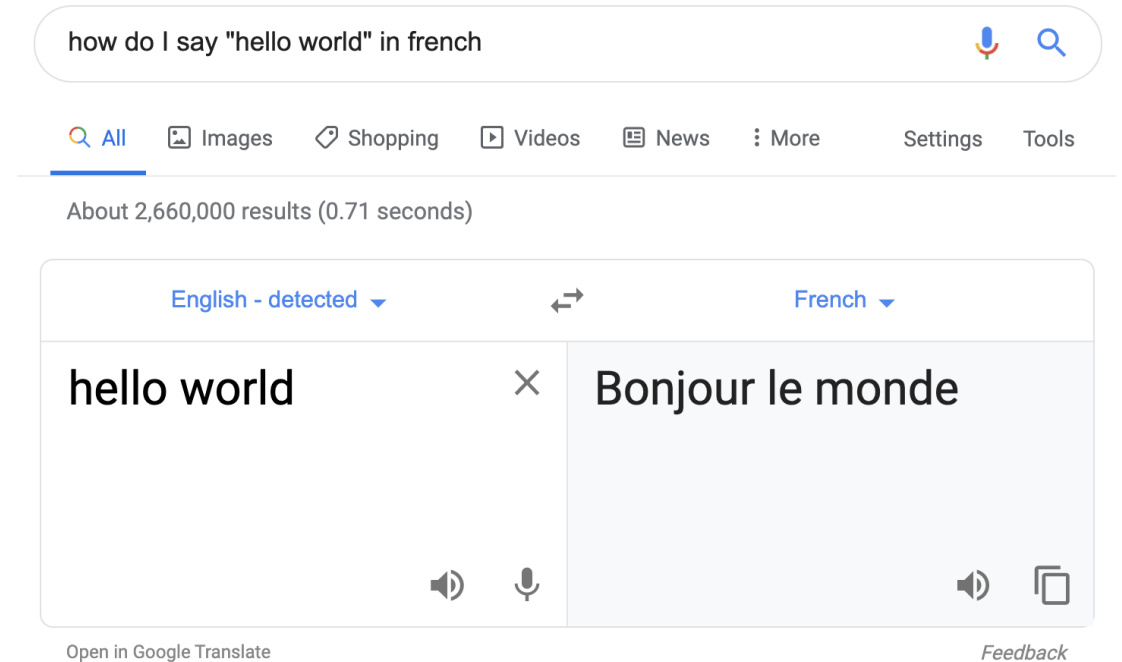 how do I say "hello world" in french
All Images Shopping Videos News More Settings Tools
About 2,660,000 results (0.71 seconds)
English - detected French
hello world Bonjour le monde
Open in Google Translate Feedback